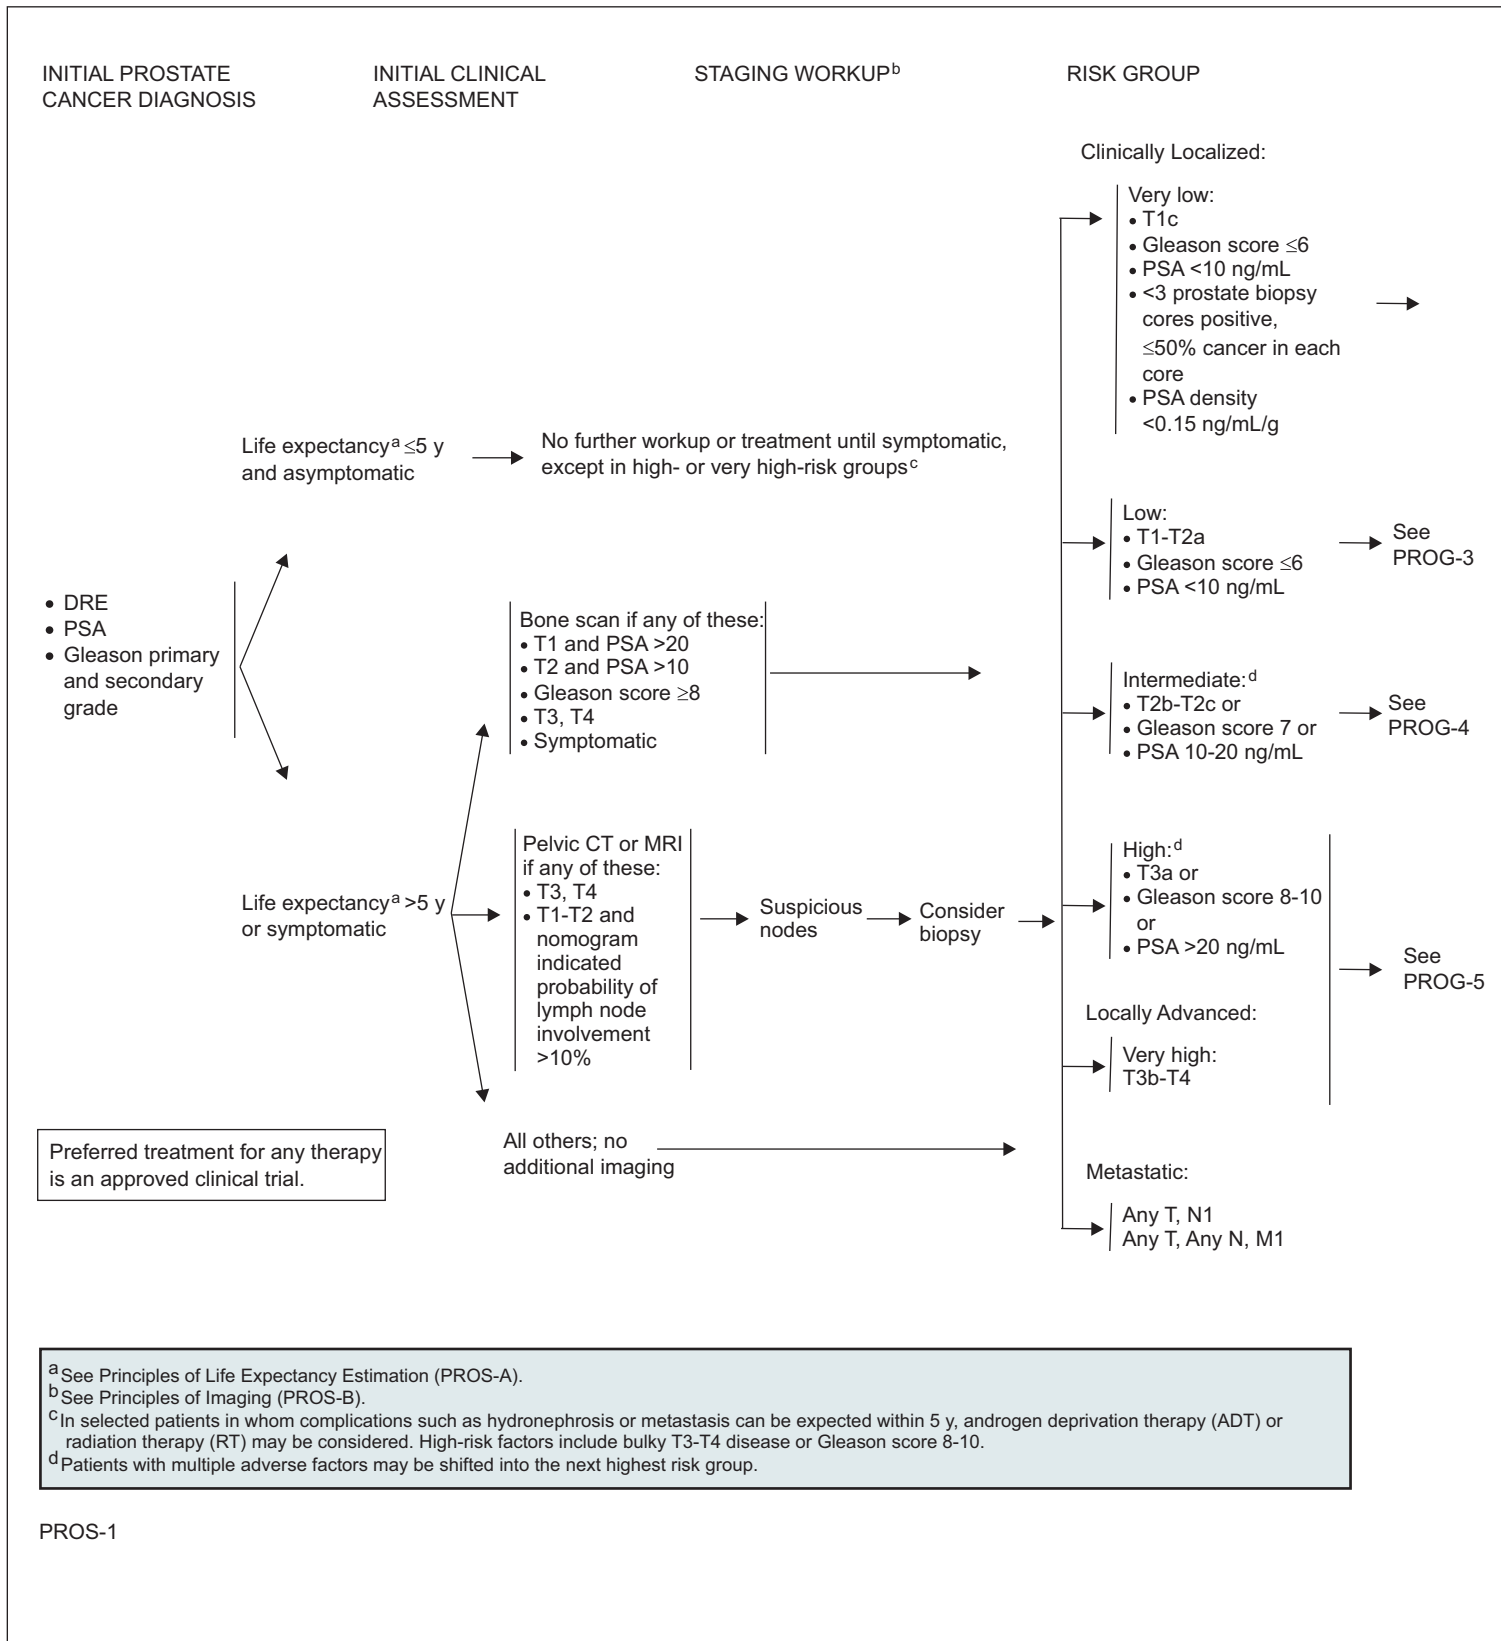 INITIAL PROSTATE
CANCER DIAGNOSIS
INITIAL CLINICAL
ASSESSMENT
STAGING WORKUPb
RISK GROUP
Clinically Localized:
Very low:
• T1c
• Gleason score ≤6
• PSA <10 ng/mL
• <3 prostate biopsy
cores positive,
≤50% cancer in each
core
• PSA density
<0.15 ng/mL/g
Life expectancya ≤5 y
and asymptomatic
No further workup or treatment until symptomatic,
except in high- or very high-risk groupsc
Low:
• T1-T2a
• Gleason score ≤6
• PSA <10 ng/mL
See
PROG-3
• DRE
• PSA
• Gleason primary
and secondary
grade
Bone scan if any of these:
• T1 and PSA >20
• T2 and PSA >10
• Gleason score ≥8
• T3, T4
• Symptomatic
Intermediate:d
• T2b-T2c or
• Gleason score 7 or
• PSA 10-20 ng/mL
See
PROG-4
Life expectancya >5 y
or symptomatic
Pelvic CT or MRI
if any of these:
• T3, T4
• T1-T2 and
nomogram
indicated
probability of
lymph node
involvement
>10%
Suspicious
nodes
Consider
biopsy
High:d
• T3a or
• Gleason score 8-10
or
• PSA >20 ng/mL
See
PROG-5
Locally Advanced:
Very high:
T3b-T4
Preferred treatment for any therapy
is an approved clinical trial.
All others; no
additional imaging
Metastatic:
Any T, N1
Any T, Any N, M1
a See Principles of Life Expectancy Estimation (PROS-A).
b See Principles of Imaging (PROS-B).
c In selected patients in whom complications such as hydronephrosis or metastasis can be expected within 5 y, androgen deprivation therapy (ADT) or
radiation therapy (RT) may be considered. High-risk factors include bulky T3-T4 disease or Gleason score 8-10.
d Patients with multiple adverse factors may be shifted into the next highest risk group.
PROS-1